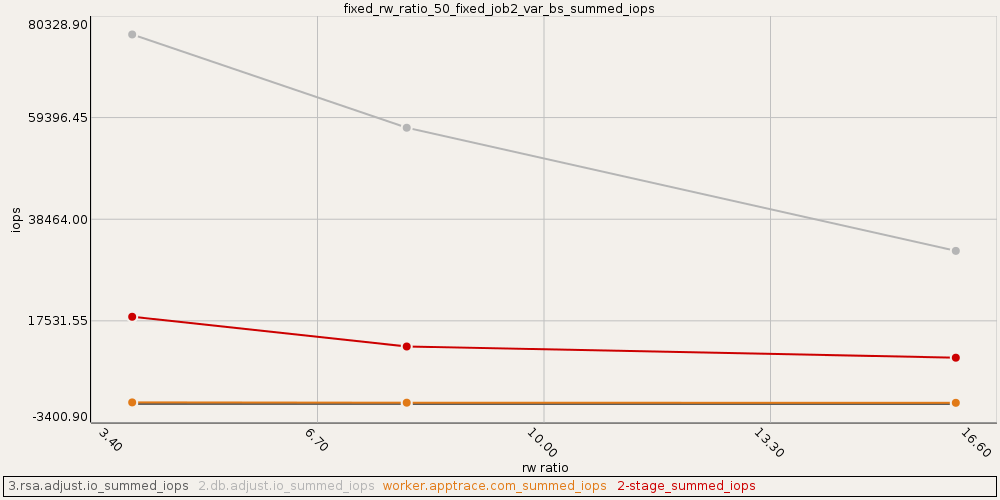 fixed_rw_ratio_50_fixed_job2_var_bs_summed_iops
80328.90
59396.45
38464.00
17531.55
-3400.90
iops
3.40
6.70
10.00
13.30
16.60
rw ratio
3.rsa.adjust.io_summed_iops 2.db.adjust.io_summed_iops worker.apptrace.com_summed_iops 2-stage_summed_iops